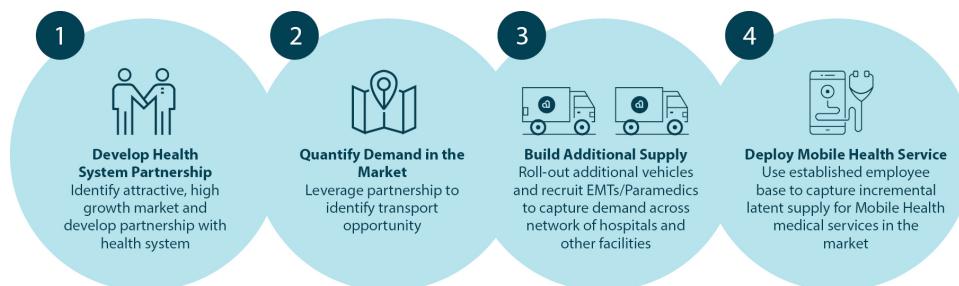 1
Develop Health
System Partnership
Identify attractive, high
growth market and
develop partnership with
health system
2
Quantify Demand in the
Market
Leverage partnership to
identify transport
opportunity
3
Build Additional Supply
Roll-out additional vehicles
and recruit EMTs/Paramedics
to capture demand across
network of hospitals and
other facilities
4
Deploy Mobile Health Service
Use established employee
base to capture incremental
latent supply for Mobile Health
medical services in the
market